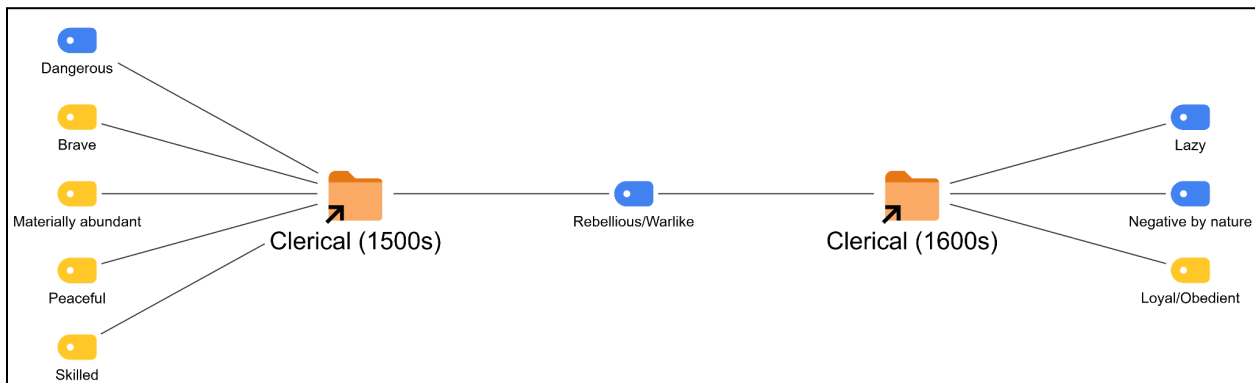 Dangerous
Brave
Materially abundant
Peaceful
Skilled
Clerical (1500s)
Rebellious/Warlike
Clerical (1600s)
Lazy
Negative by nature
Loyal/Obedient